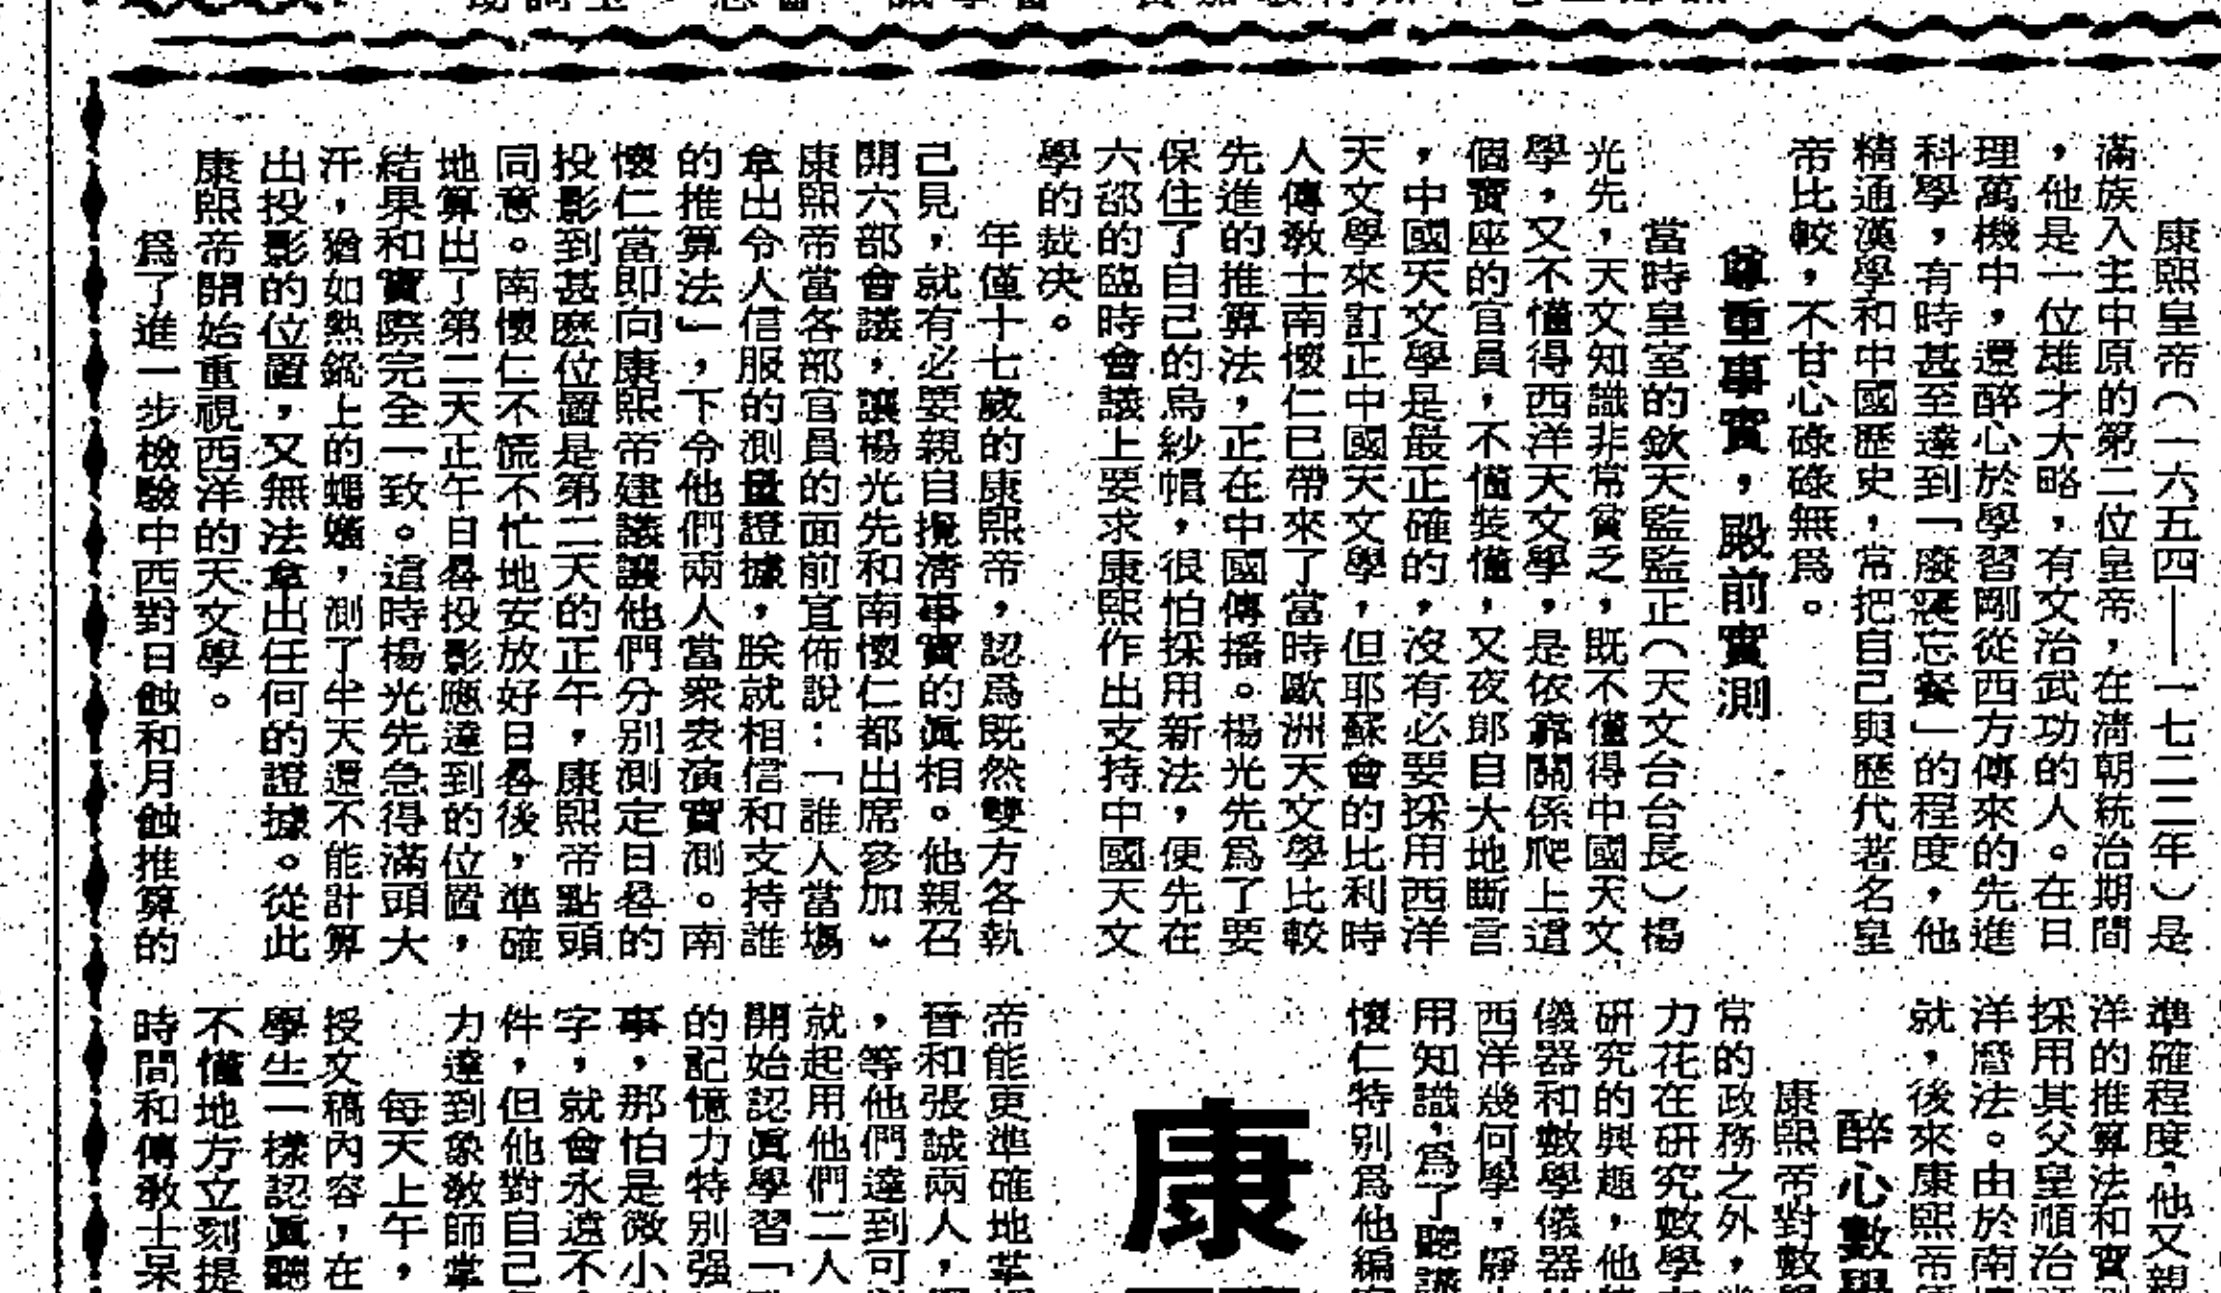 康熙皇帝（一六五四——一七二二年）是
滿族入主中原的第二位皇帝，在清朝統治期間
，他是一位雄才大略，有文治武功的人。在日
理萬機中，還醉心於學習剛從西方傳來的先進
科學，有時甚至達到「廢寢忘餐」的程度，他
精通漢學和中國歷史，常把自己與歷代著名皇
帝比較，不甘心碌碌無爲。
尊重事實，殿前實測
當時皇室的欽天監監正（天文台台長）楊
光先，天文知識非常貧乏，既不懂得中國天文
學，又不懂得西洋天文學，是依靠關係爬上這
個寶座的官員，不懂裝懂，又夜郎自大地斷言
，中國天文學是最正確的，沒有必要採用西洋
天文學來訂正中國天文學，但耶蘇會的比利時
人傳教士南懷仁已帶來了當時歐洲天文學比較
先進的推算法，正在中國傳播。楊光先爲了要
保住了自己的烏紗帽，很怕採用新法，便先在
六部的臨時會議上要求康熙作出支持中國天文
學的裁决。
年僅十七歲的康熙帝，認爲既然雙方各執
己見，就有必要親自攪清事實的眞相。他親召
開六部會議，讓楊光先和南懷仁都出席參加。
康熙帝當各部官員的面前宣佈說：「誰人當場
拿出令人信服的測量證據，朕就相信和支持誰
的推算法」，下令他們兩人當衆表演實測。南
懷仁當即向康熙帝建議讓他們分別測定日晷的
投影到甚麽位置是第二天的正午，康熙帝點頭
同意。南懷仁不慌不忙地安放好日晷後，準確
地算出了第二天正午日晷投影應達到的位置，
結果和實際完全一致。這時楊光先急得滿頭大
汗，猶如熱鍋上的螞蟻，測了半天還不能計算
出投影的位置，又無法拿出任何的證據。從此
康熙帝開始重視西洋的天文學。
爲了進一步檢驗中西對日蝕和月蝕推算的
準確程度，他又親
洋的推算法和實
採用其父皇順治
洋曆法。由於南
就，後來康熙帝
醉心數學
康熙帝對數學
常的政務之外，
力花在研究數學
研究的興趣，他
儀器和數學儀器
西洋幾何學，
用知識，爲了聽
懷仁特別爲他編
康
帝能更準確地
晉和張誠兩人，
，等他們達到可
就起用他們二人
開始認眞學習「
的記憶力特別强
事，那怕是微小
字，就會永遠不
件，但他對自己
力達到象教師
每天上午，
授文稿內容，在
學生一樣認眞聽
不懂地方立刻提
時間和傳教士